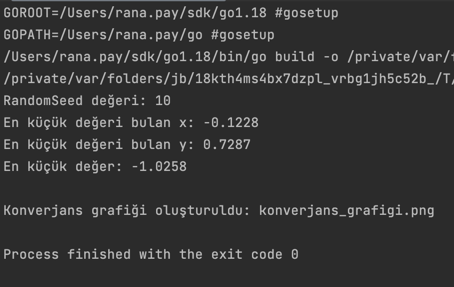 GOROOT=/Users/rana.pay/sdk/go1.18 #gosetup
GOPATH=/Users/rana.pay/go #gosetup
/Users/rana.pay/sdk/go1.18/bin/go build -o /private/var/
/private/var/folders/jb/18kth4ms4bx7dzpl_vrbg1jh5c52b_/T/
RandomSeed değeri: 10
En küçük değeri bulan x: -0.1228
En küçük değeri bulan y: 0.7287
En küçük değer: -1.0258
Konverjans grafiği oluşturuldu: konverjans_grafigi.png
Process finished with the exit code 0